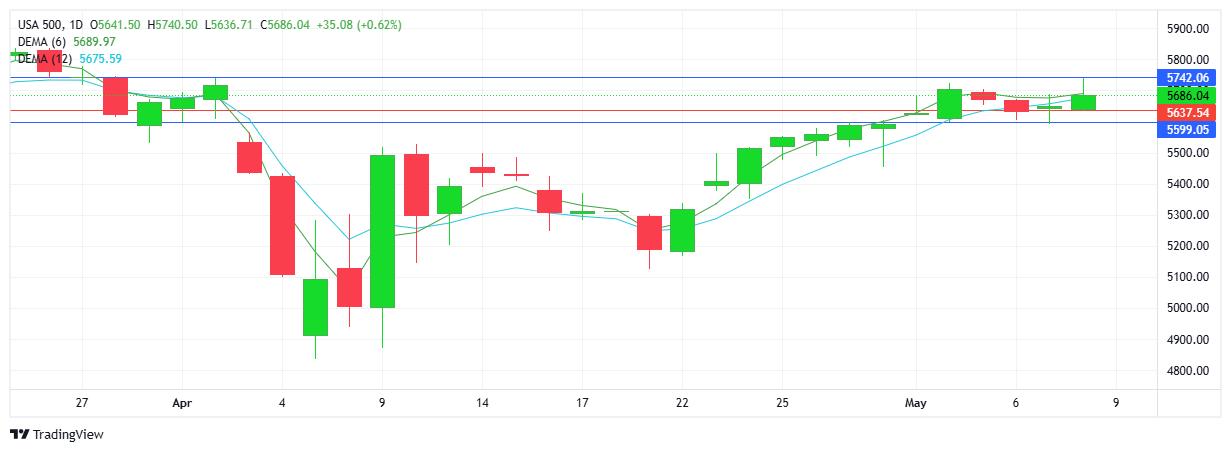 USA 500, 1D O5641.50 H5740.50 L5636.71 C5686.04 +35.08 (+0.62%)
DEMA (6) 5689.97
DEMA (12) 5675.59
5900.00
5800.00
5742.06
5686.04
5637.54
5599.05
5500.00
5400.00
5300.00
5200.00
5100.00
5000.00
4900.00
4800.00
27 Apr 4 9 14 17 22 25 May 6 9
TradingView